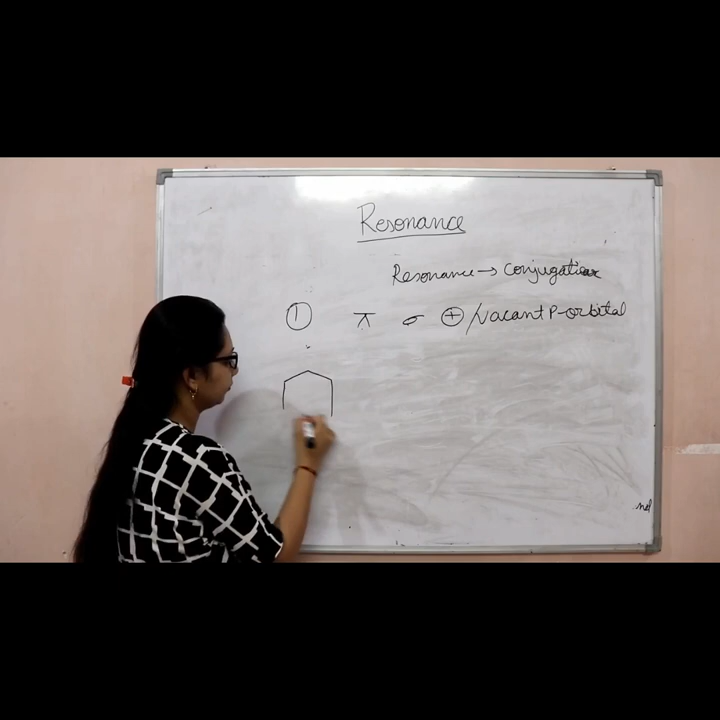 Resonance
Resonance → Conjugation
① π σ ⊕/Vacant P-orbital